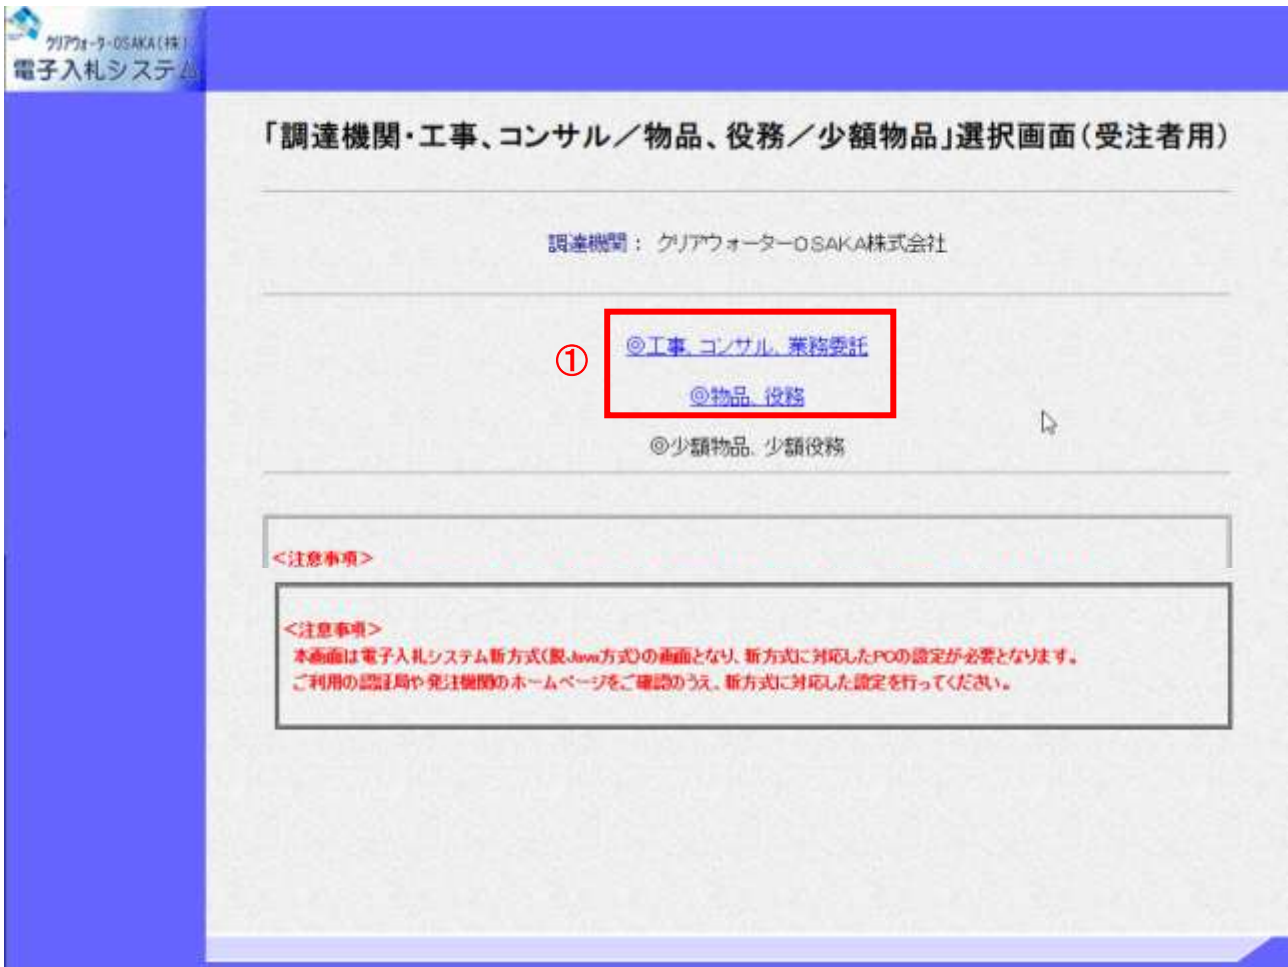 クリアウォーターOSAKA(株)
電子入札システム
「調達機関・工事、コンサル／物品、役務／少額物品」選択画面（受注者用）
調達機関： クリアウォーターOSAKA株式会社
①
◎工事、コンサル、業務委託
◎物品、役務
◎少額物品、少額役務
＜注意事項＞
＜注意事項＞
本画面は電子入札システム新方式(脱Java方式)の画面となり、新方式に対応したPCの設定が必要となります。
ご利用の認証局や発注機関のホームページをご確認のうえ、新方式に対応した設定を行ってください。